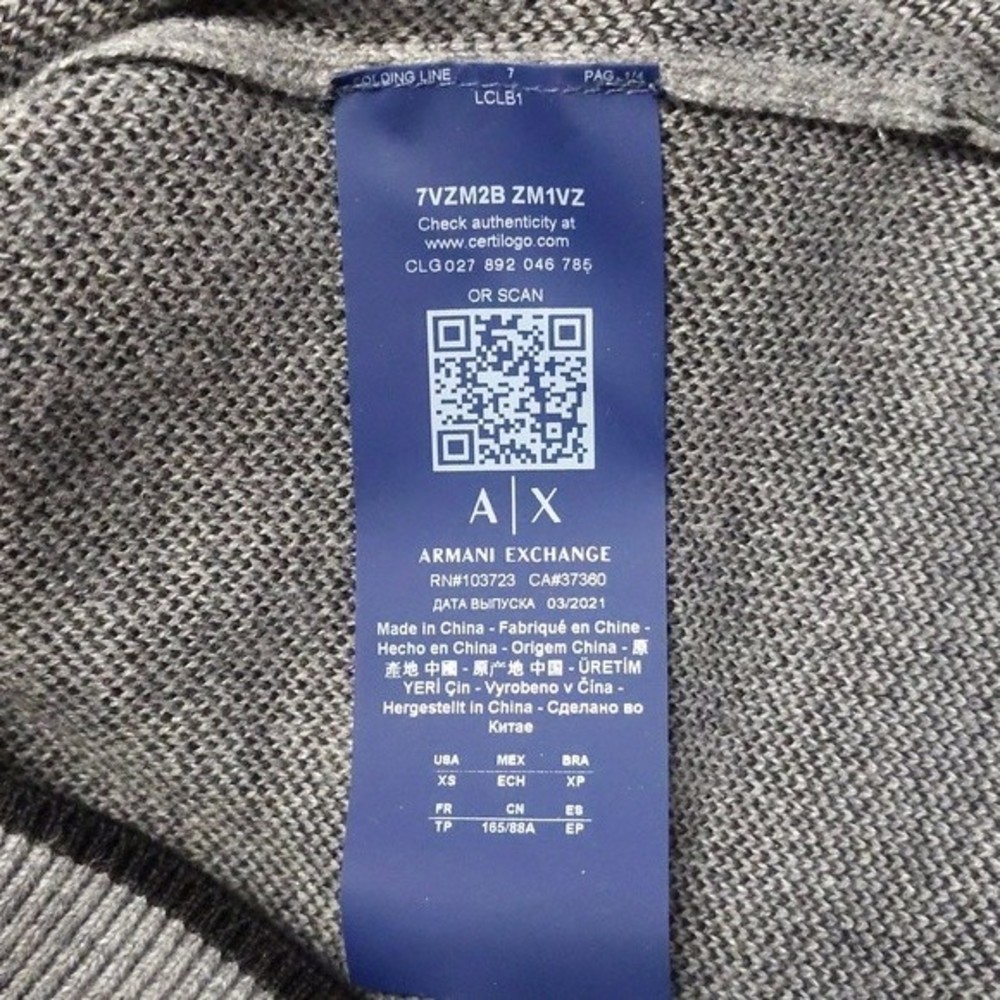 FOLDING LINE 7 PAG. 1/4
LCLB1
7VZM2B ZM1VZ
Check authenticity at
www.certilogo.com
CLG 027 892 046 785
OR SCAN
A|X
ARMANI EXCHANGE
RN#103723 CA#37360
ДАТА ВЫПУСКА 03/2021
Made in China - Fabriqué en Chine -
Hecho en China - Origem China - 原
產地 中國 - 原产地 中国 - ÜRETİM
YERİ Çin - Vyrobeno v Čína -
Hergestellt in China - Сделано во
Китае
USA MEX BRA
XS ECH XP
FR CN ES
TP 165/88A EP